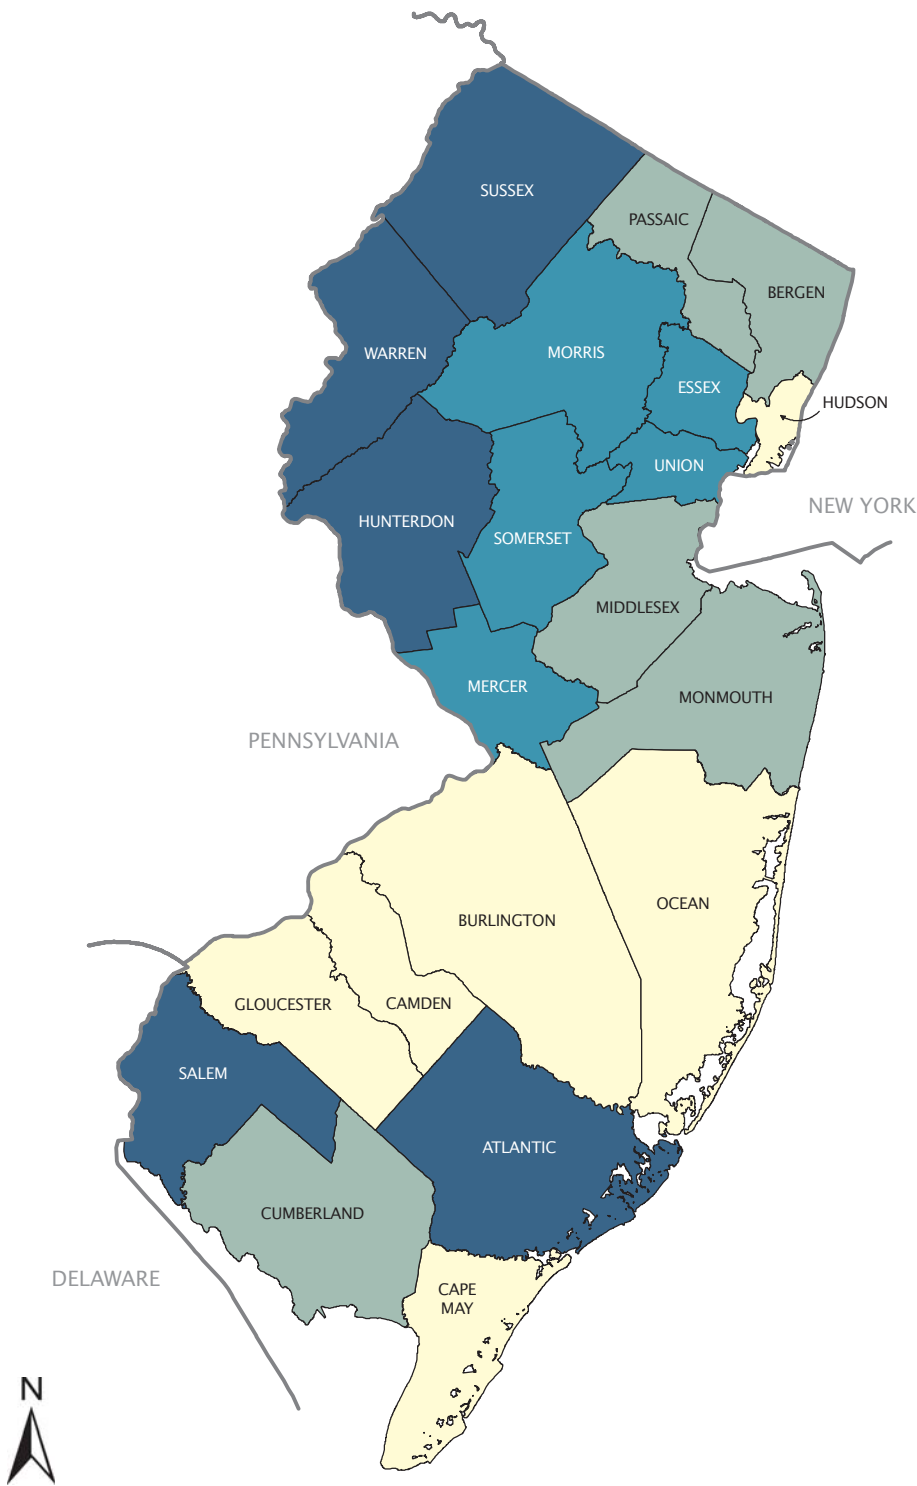 SUSSEX
PASSAIC
BERGEN
WARREN
MORRIS
ESSEX
HUDSON
UNION
NEW YORK
HUNTERDON
SOMERSET
MIDDLESEX
MERCER
MONMOUTH
PENNSYLVANIA
OCEAN
BURLINGTON
GLOUCESTER
CAMDEN
SALEM
ATLANTIC
CUMBERLAND
DELAWARE
CAPE
MAY
N